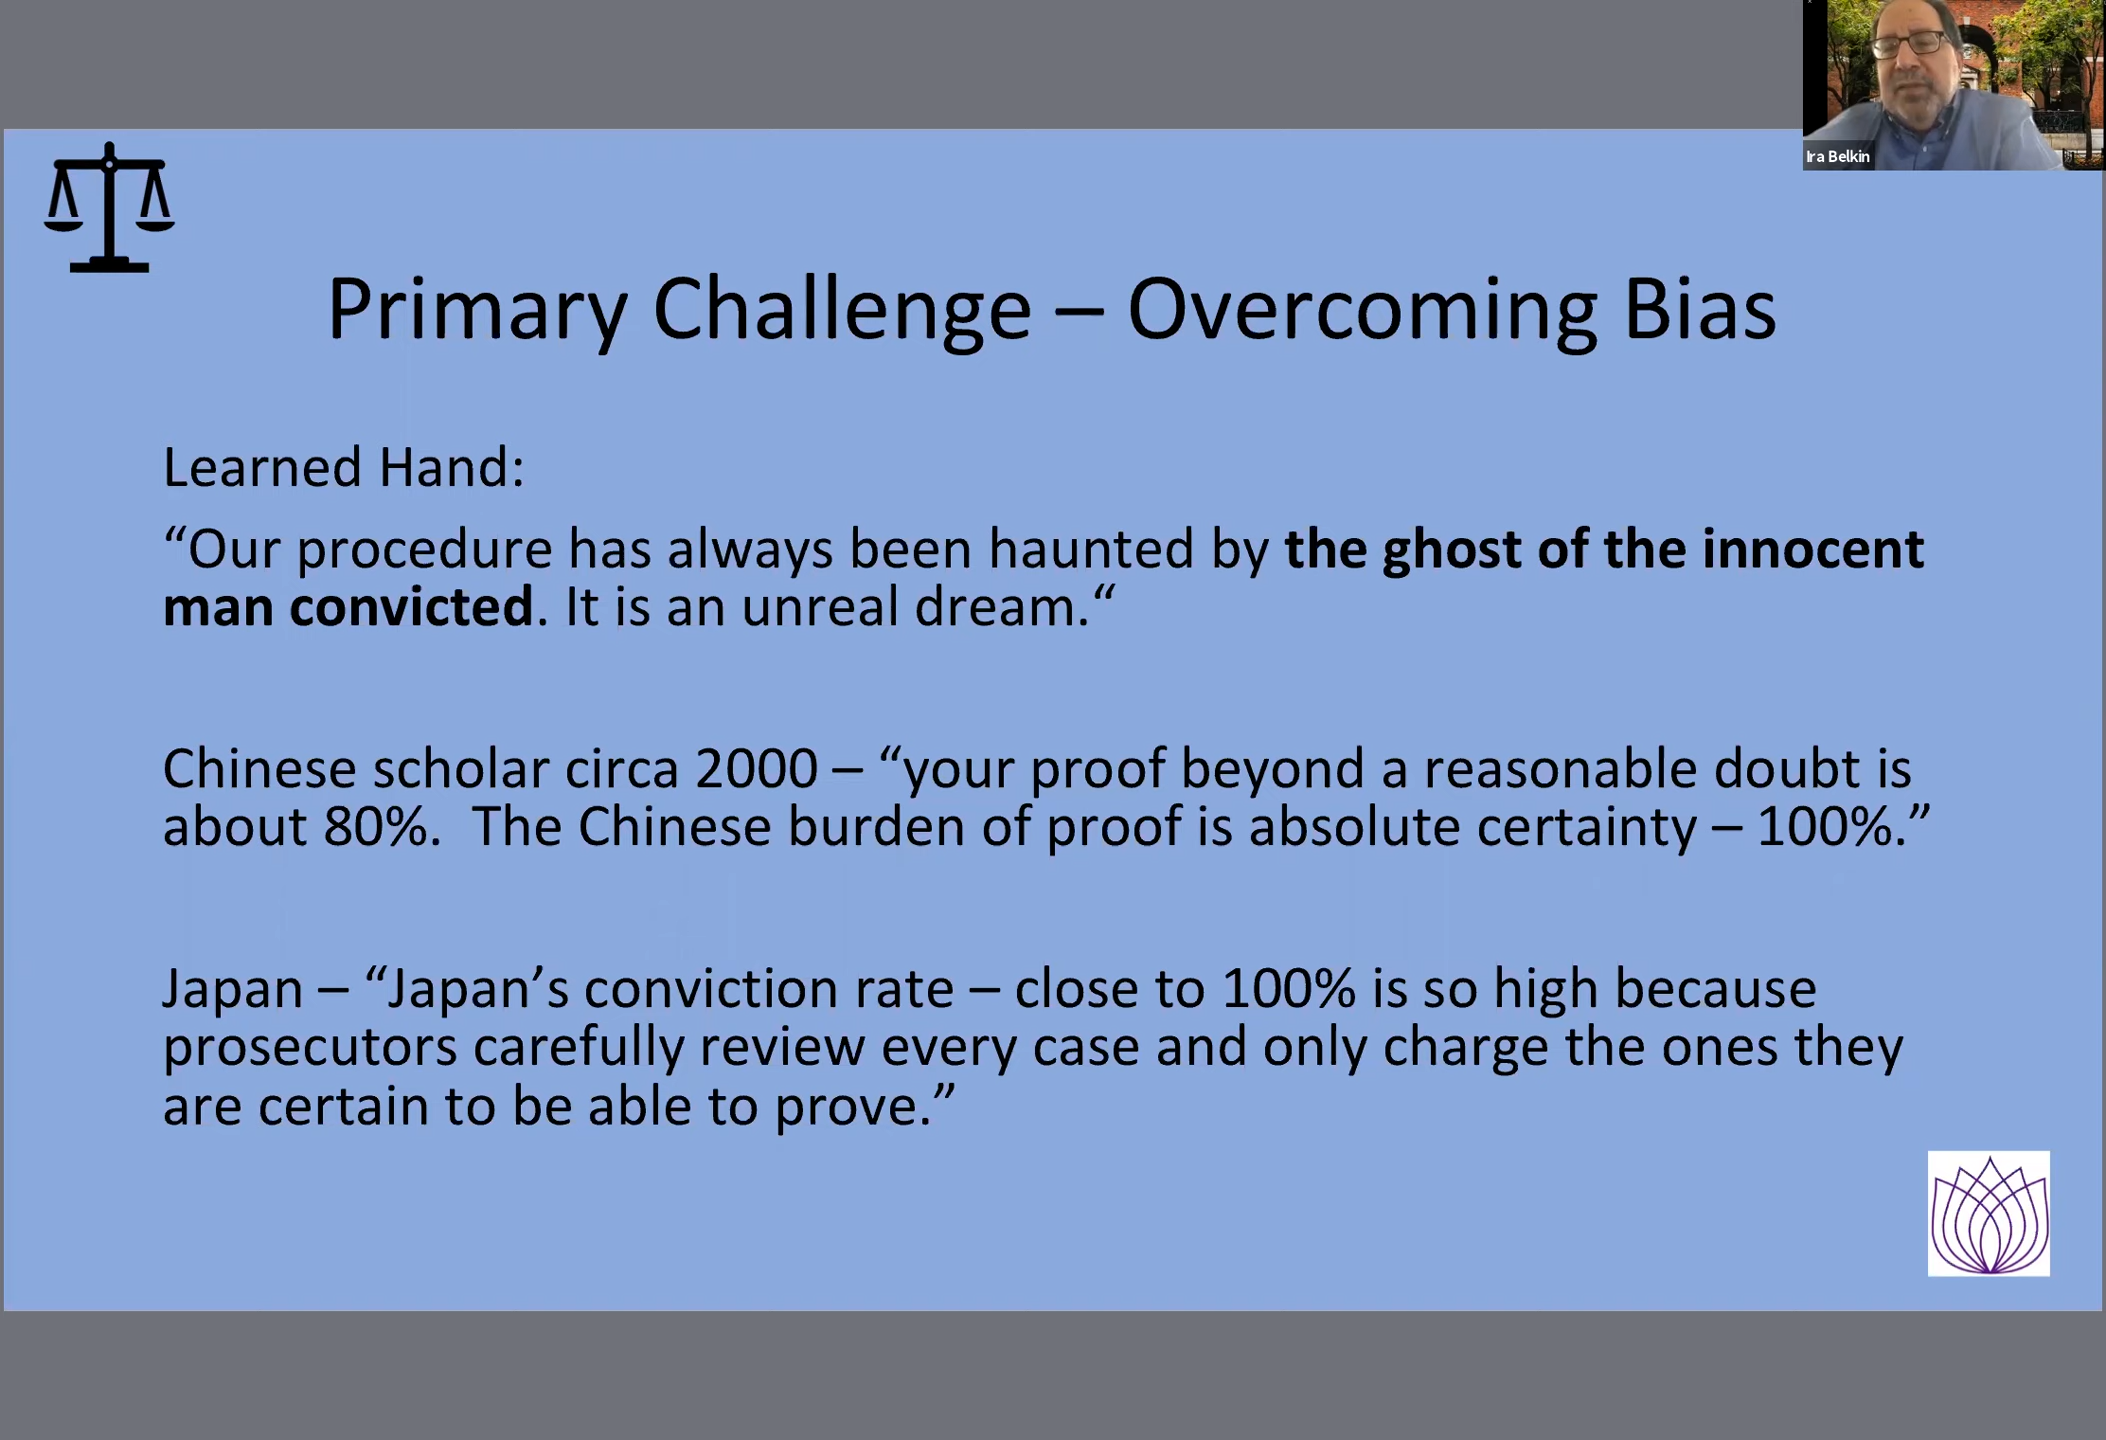 Ira Belkin
Primary Challenge – Overcoming Bias
Learned Hand:
“Our procedure has always been haunted by the ghost of the innocent
man convicted. It is an unreal dream.“
Chinese scholar circa 2000 – “your proof beyond a reasonable doubt is
about 80%.  The Chinese burden of proof is absolute certainty – 100%.”
Japan – “Japan’s conviction rate – close to 100% is so high because
prosecutors carefully review every case and only charge the ones they
are certain to be able to prove.”